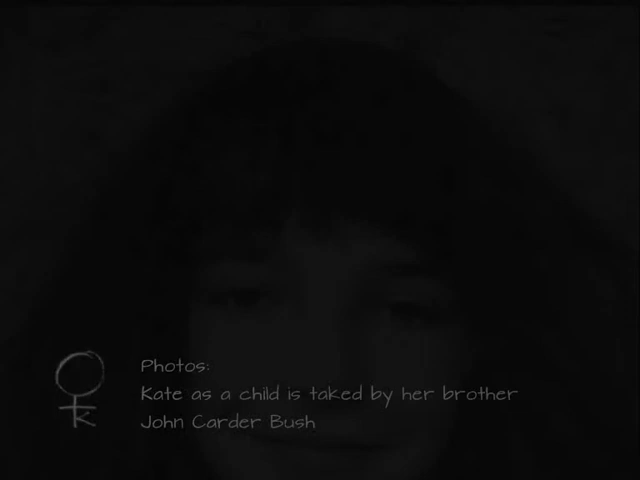 Photos:
Kate as a child is taked by her brother
John Carder Bush